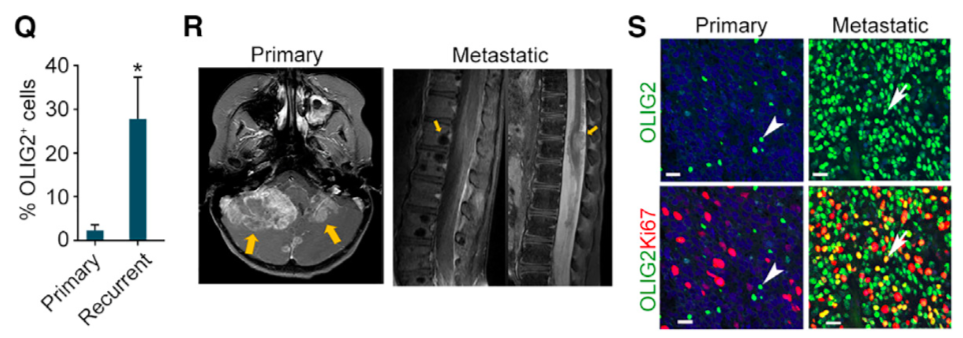 Q
% OLIG2⁺ cells
40
30
20
10
0
*
Primary
Recurrent
R
Primary
Metastatic
S
Primary
Metastatic
OLIG2
OLIG2Ki67